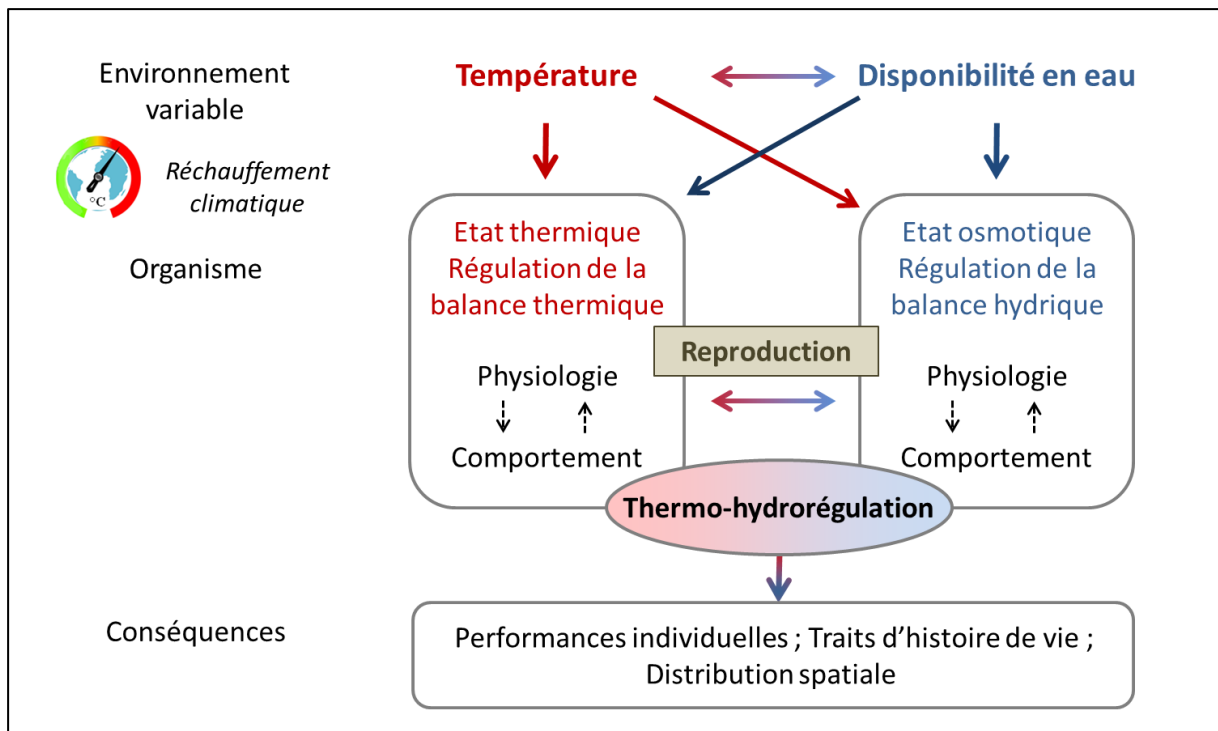 Environnement
variable
Température
Disponibilité en eau
°C
Réchauffement
climatique
Organisme
Etat thermique
Régulation de la
balance thermique
Etat osmotique
Régulation de la
balance hydrique
Reproduction
Physiologie
Comportement
Physiologie
Comportement
Thermo-hydrorégulation
Conséquences
Performances individuelles ; Traits d'histoire de vie ;
Distribution spatiale